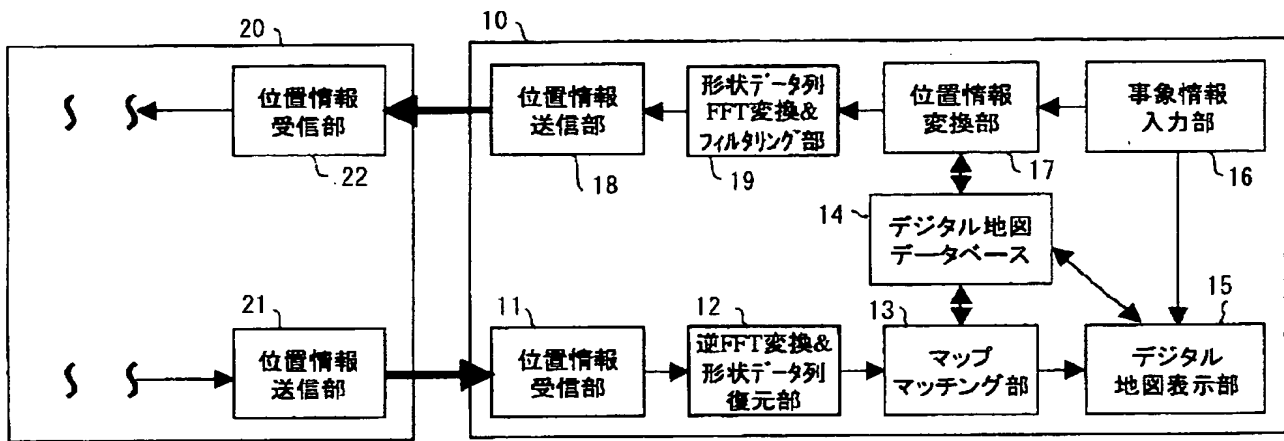 20
10
位置情報
受信部
22
位置情報
送信部
18
形状データ列
FFT変換&
フィルタリング部
19
位置情報
変換部
17
事象情報
入力部
16
14
デジタル地図
データベース
21
位置情報
送信部
11
位置情報
受信部
12
逆FFT変換&
形状データ列
復元部
13
マップ
マッチング部
15
デジタル
地図表示部